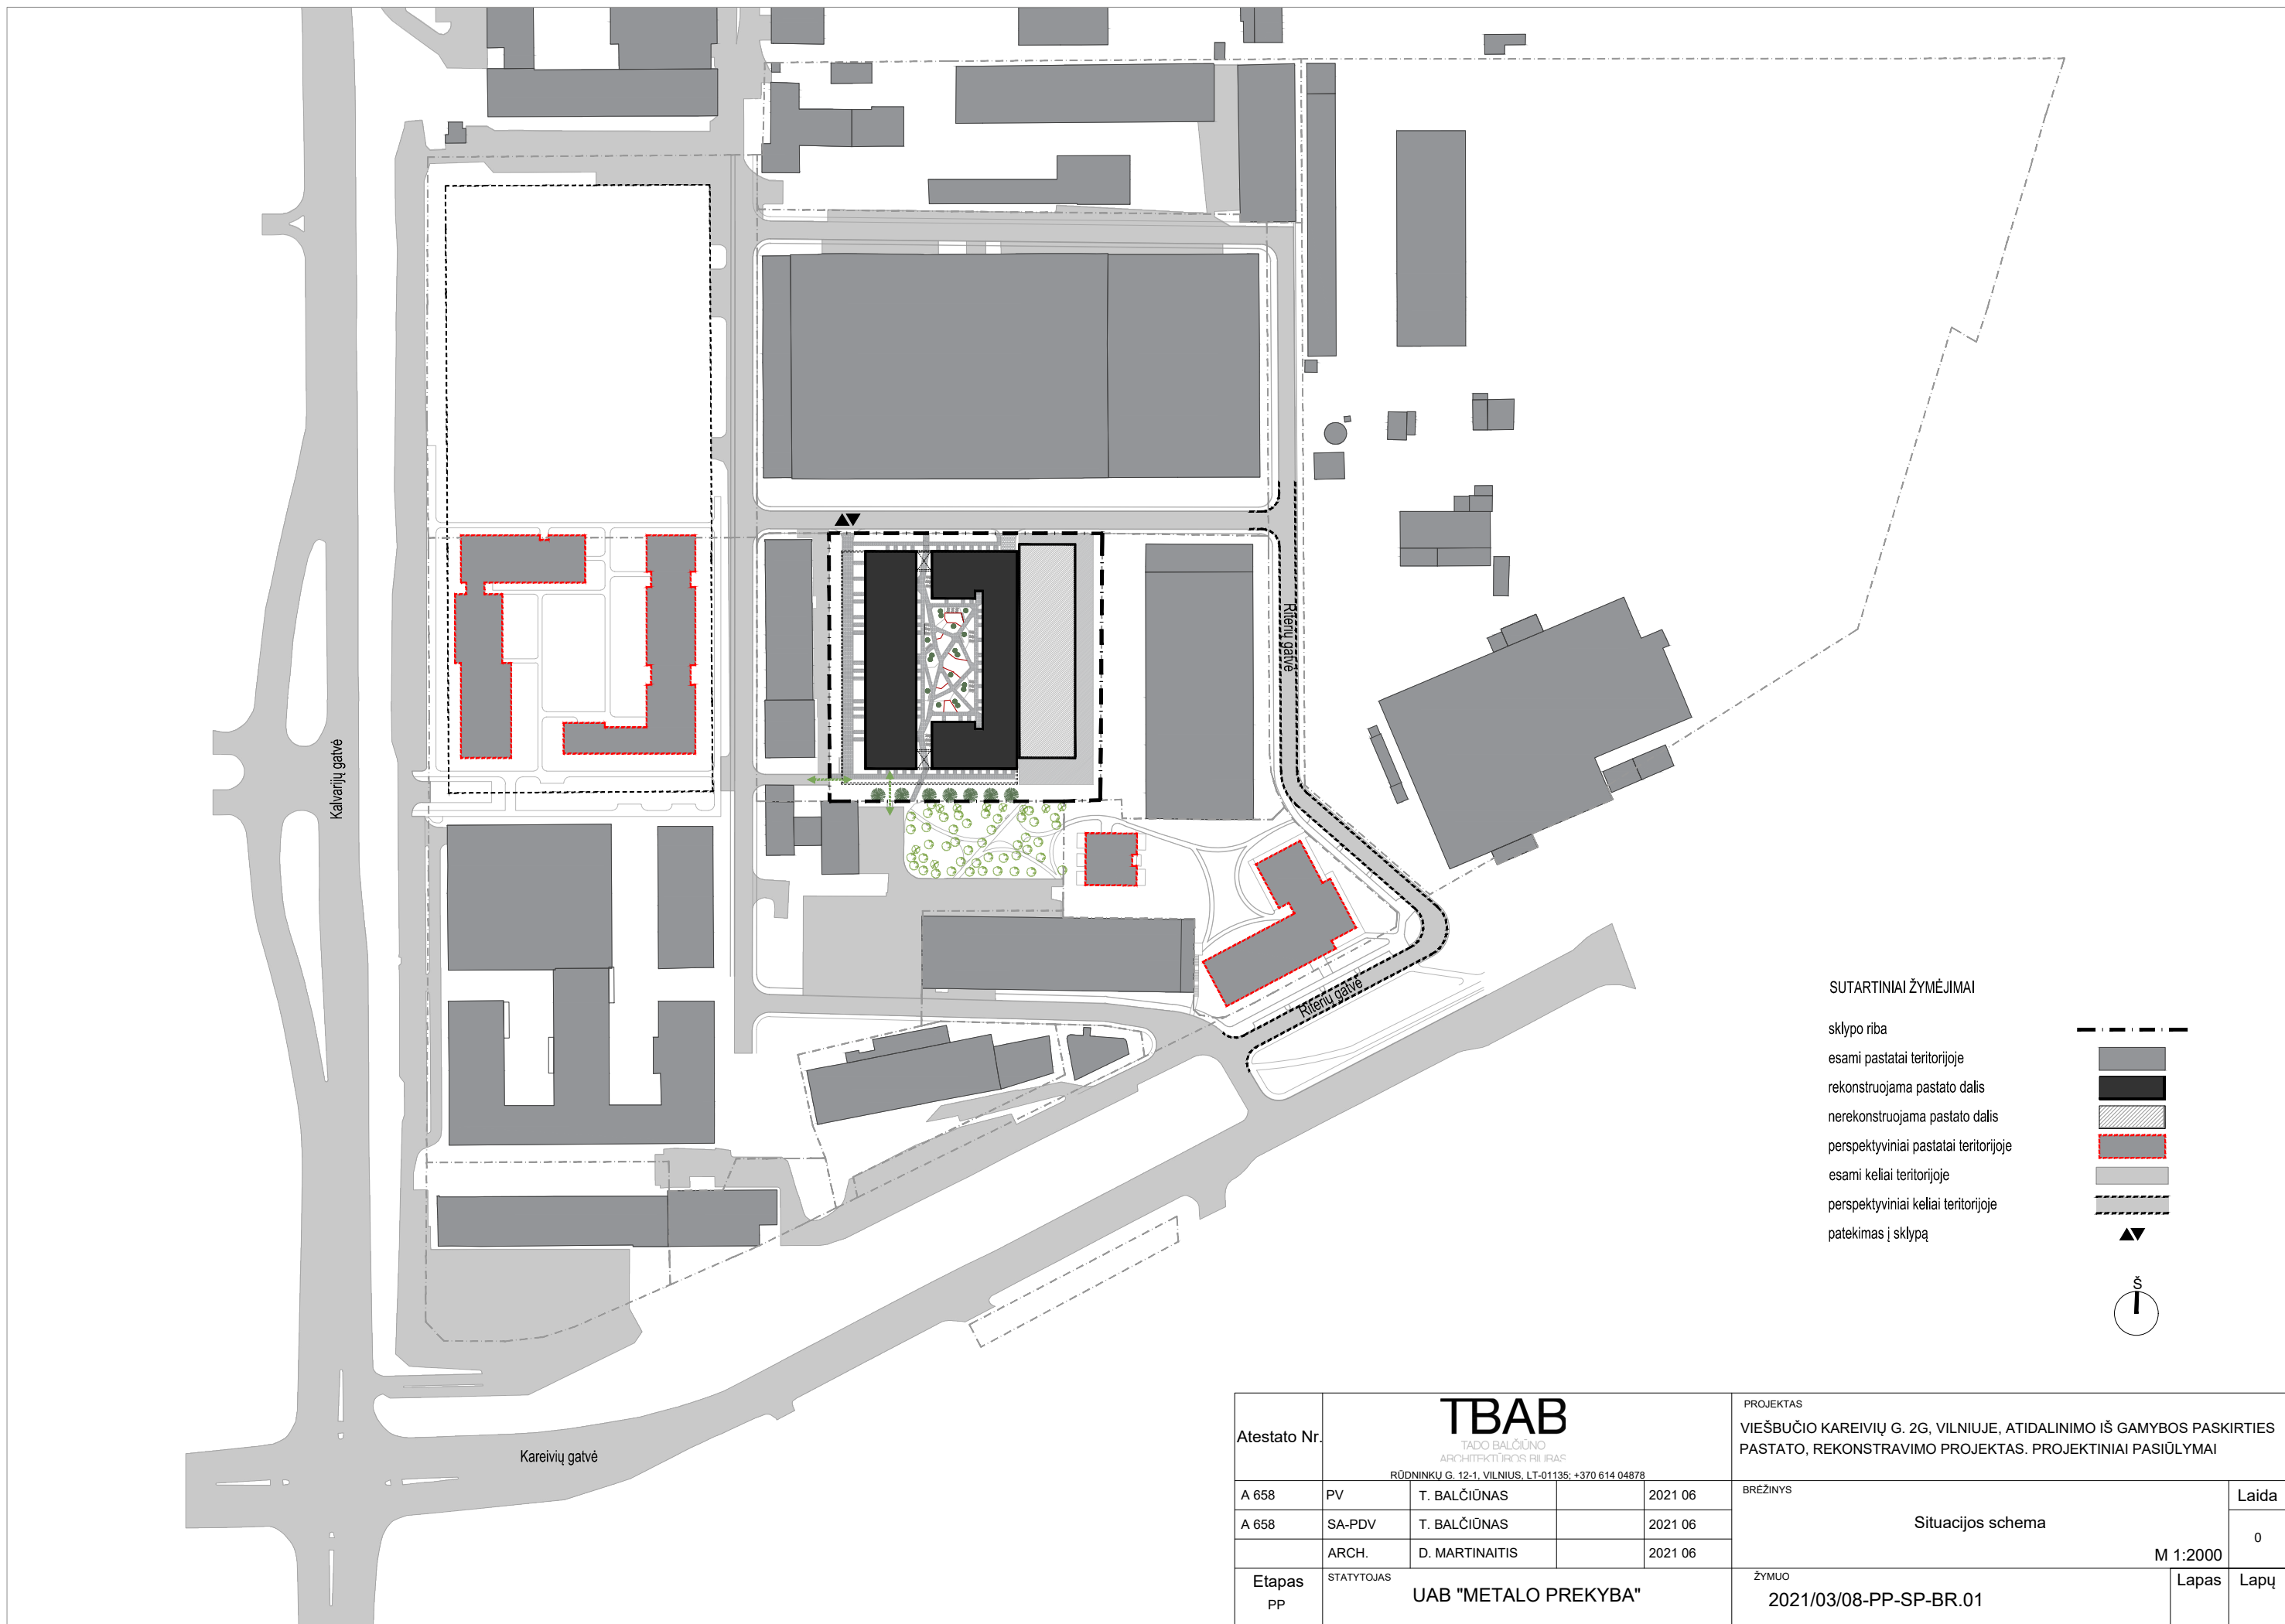 Riterių gatvė
Kalvarijų gatvė
Riterių gatvė
Kareivių gatvė
SUTARTINIAI ŽYMĖJIMAI
sklypo riba
esami pastatai teritorijoje
rekonstruojama pastato dalis
nerekonstruojama pastato dalis
perspektyviniai pastatai teritorijoje
esami keliai teritorijoje
perspektyviniai keliai teritorijoje
patekimas į sklypą
Š
Atestato Nr.
TBAB
TADO BALČIŪNO
ARCHITEKTŪROS BIURAS
RŪDNINKŲ G. 12-1, VILNIUS, LT-01135; +370 614 04878
PROJEKTAS
VIEŠBUČIO KAREIVIŲ G. 2G, VILNIUJE, ATIDALINIMO IŠ GAMYBOS PASKIRTIES
PASTATO, REKONSTRAVIMO PROJEKTAS. PROJEKTINIAI PASIŪLYMAI
A 658 PV T. BALČIŪNAS 2021 06
A 658 SA-PDV T. BALČIŪNAS 2021 06
ARCH. D. MARTINAITIS 2021 06
BRĖŽINYS
Situacijos schema
M 1:2000
Laida
0
Etapas
PP
STATYTOJAS
UAB "METALO PREKYBA"
ŽYMUO
2021/03/08-PP-SP-BR.01
Lapas
Lapų